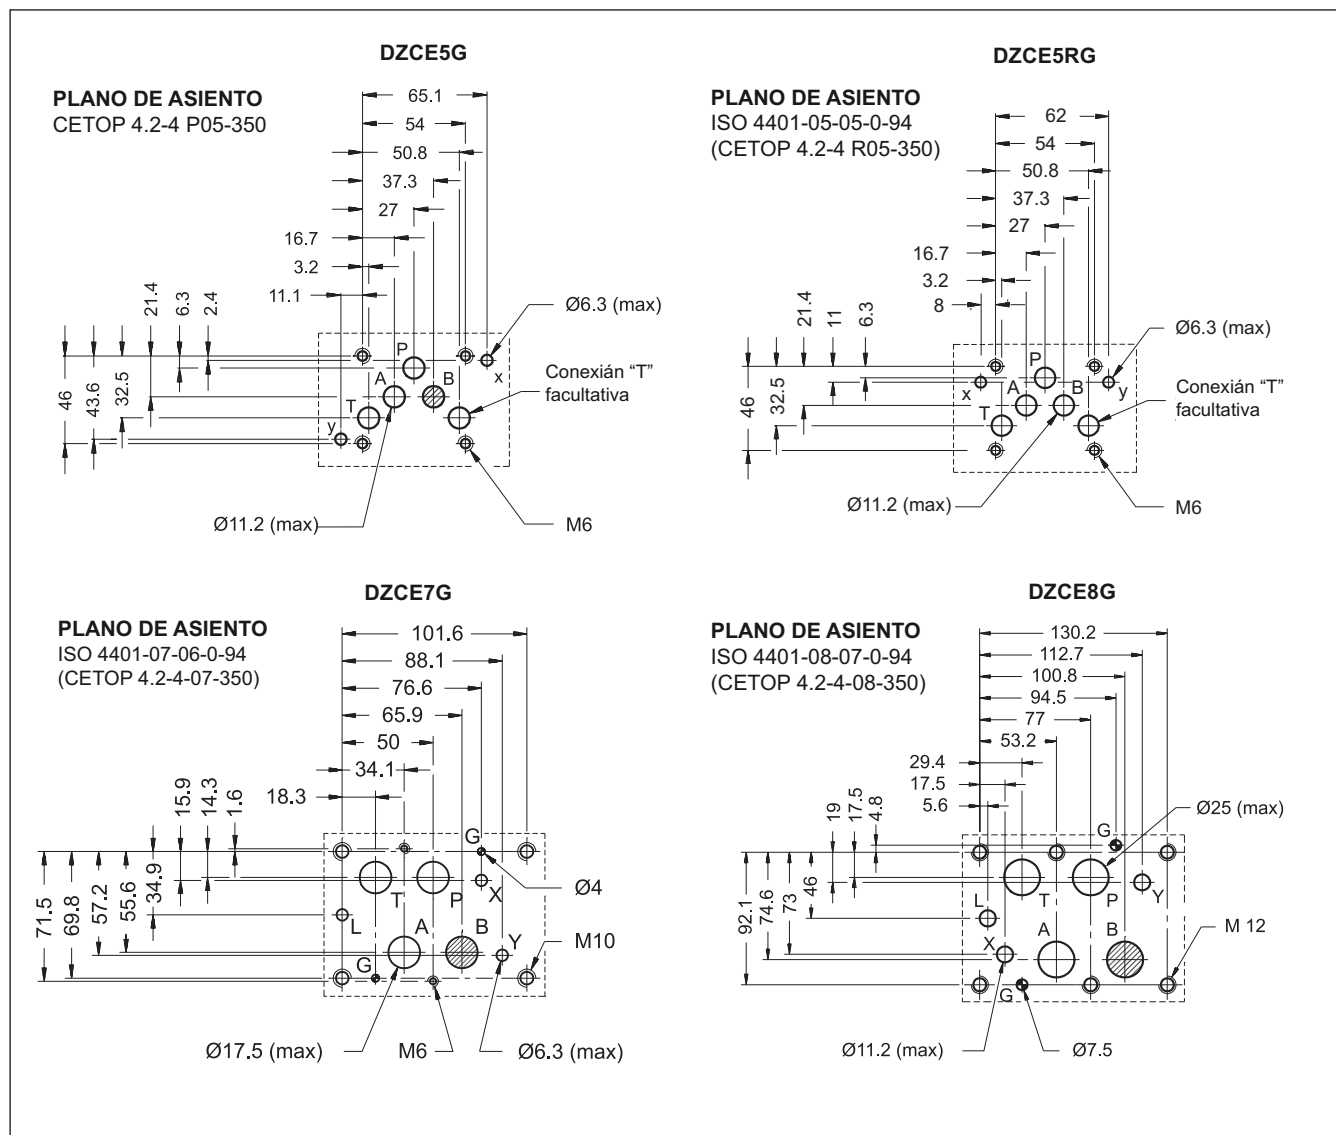 DZCE5G
PLANO DE ASIENTO
CETOP 4.2-4 P05-350
65.1
54
50.8
37.3
27
16.7
3.2
11.1
21.4
6.3
2.4
46
43.6
32.5
P
A
B
T
x
y
Ø6.3 (max)
Conexián “T”
facultativa
Ø11.2 (max)
M6
DZCE5RG
PLANO DE ASIENTO
ISO 4401-05-05-0-94
(CETOP 4.2-4 R05-350)
62
54
50.8
37.3
27
16.7
3.2
8
21.4
11
6.3
46
32.5
P
x
A
B
y
T
Ø6.3 (max)
Conexián “T”
facultativa
Ø11.2 (max)
M6
DZCE7G
PLANO DE ASIENTO
ISO 4401-07-06-0-94
(CETOP 4.2-4-07-350)
101.6
88.1
76.6
65.9
50
34.1
18.3
15.9
14.3
1.6
71.5
69.8
57.2
55.6
34.9
G
T
P
X
L
A
B
Y
G
Ø4
M10
Ø17.5 (max)
M6
Ø6.3 (max)
DZCE8G
PLANO DE ASIENTO
ISO 4401-08-07-0-94
(CETOP 4.2-4-08-350)
130.2
112.7
100.8
94.5
77
53.2
29.4
17.5
5.6
19
17.5
4.8
92.1
74.6
73
46
G
T
P
Y
L
A
B
X
G
Ø25 (max)
M 12
Ø11.2 (max)
Ø7.5